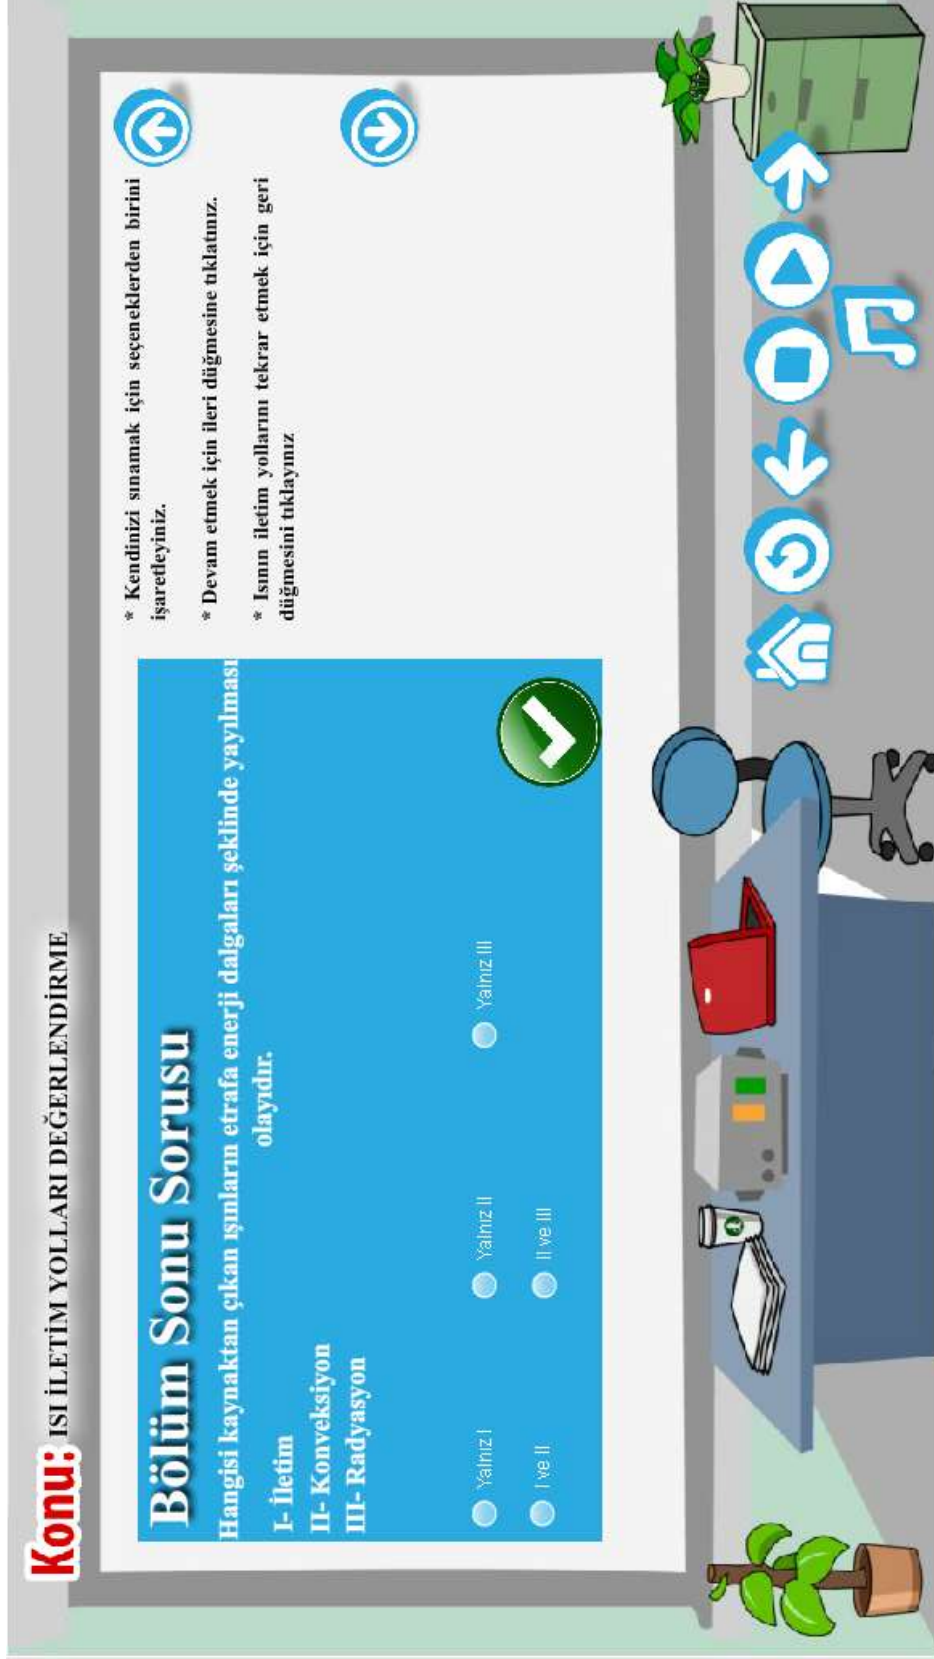 Konu: ISI İLETİM YOLLARI DEĞERLENDİRME
Bölüm Sonu Sorusu
Hangisi kaynaktan çıkan ışınların etrafa enerji dalgaları şeklinde yayılması
olayıdır.
I- İletim
II- Konveksiyon
III- Radyasyon
Yalnız I
Yalnız II
Yalnız III
I ve II
II ve III
* Kendinizi sınamak için seçeneklerden birini
işaretleyiniz.
* Devam etmek için ileri düğmesine tıklatınız.
* Isının iletim yollarını tekrar etmek için geri
düğmesini tıklayınız